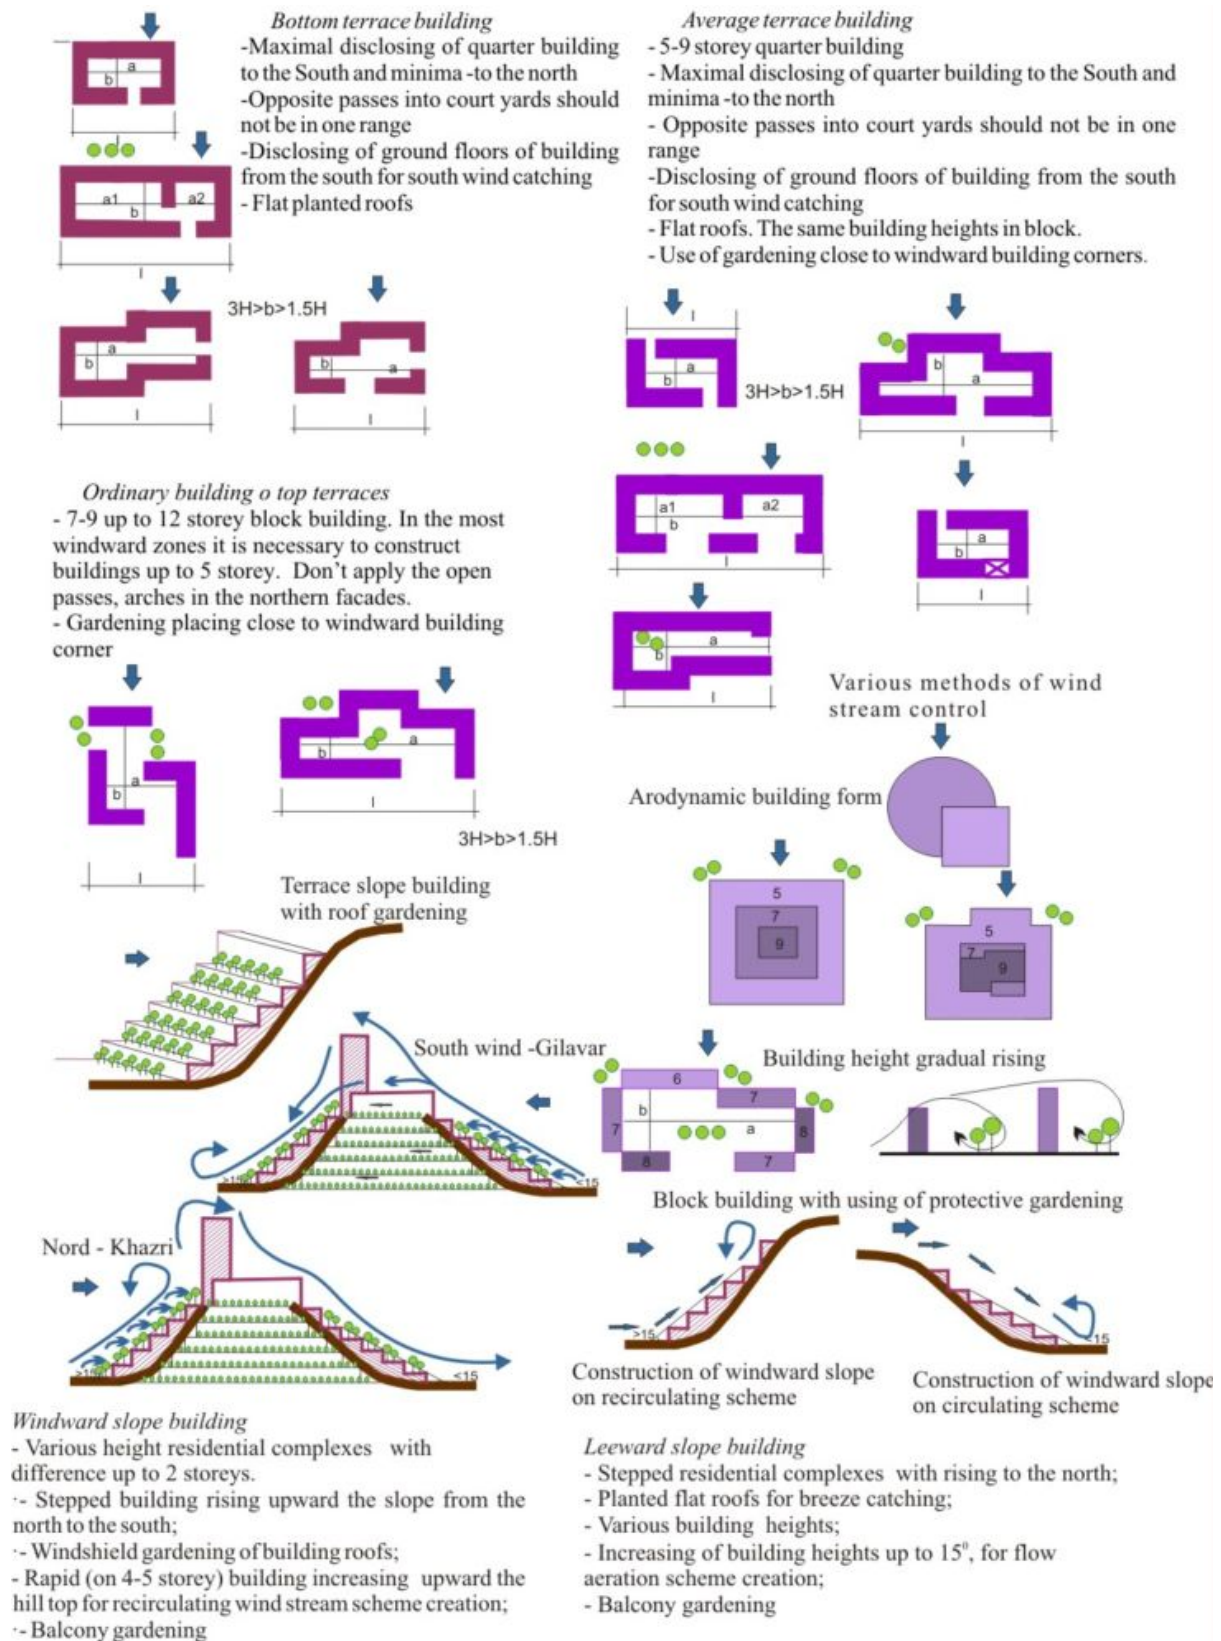 Bottom terrace building
-Maximal disclosing of quarter building
to the South and minima -to the north
-Opposite passes into court yards should
not be in one range
-Disclosing of ground floors of building
from the south for south wind catching
- Flat planted roofs
a
b
l
a1
a2
b
l
3H>b>1.5H
a
b
l
b
a
l
Average terrace building
- 5-9 storey quarter building
- Maximal disclosing of quarter building to the South and
minima -to the north
- Opposite passes into court yards should not be in one
range
-Disclosing of ground floors of building from the south
for south wind catching
- Flat roofs. The same building heights in block.
- Use of gardening close to windward building corners.
l
a
b
3H>b>1.5H
b
a
l
a1
a2
b
l
a
b
l
a
b
l
Ordinary building o top terraces
- 7-9 up to 12 storey block building. In the most
windward zones it is necessary to construct
buildings up to 5 storey. Don't apply the open
passes, arches in the northern facades.
- Gardening placing close to windward building
corner
a
b
l
b
a
l
3H>b>1.5H
Various methods of wind
stream control
Arodynamic building form
5
7
9
5
7
9
Building height gradual rising
Terrace slope building
with roof gardening
South wind -Gilavar
>15
<15
Nord - Khazri
>15
<15
6
7
b
7
a
8
8
7
Block building with using of protective gardening
>15
Construction of windward slope
on recirculating scheme
<15
Construction of windward slope
on circulating scheme
Windward slope building
- Various height residential complexes with
difference up to 2 storeys.
·- Stepped building rising upward the slope from the
north to the south;
·- Windshield gardening of building roofs;
- Rapid (on 4-5 storey) building increasing upward the
hill top for recirculating wind stream scheme creation;
·- Balcony gardening
Leeward slope building
- Stepped residential complexes with rising to the north;
- Planted flat roofs for breeze catching;
- Various building heights;
- Increasing of building heights up to 15⁰, for flow
aeration scheme creation;
- Balcony gardening